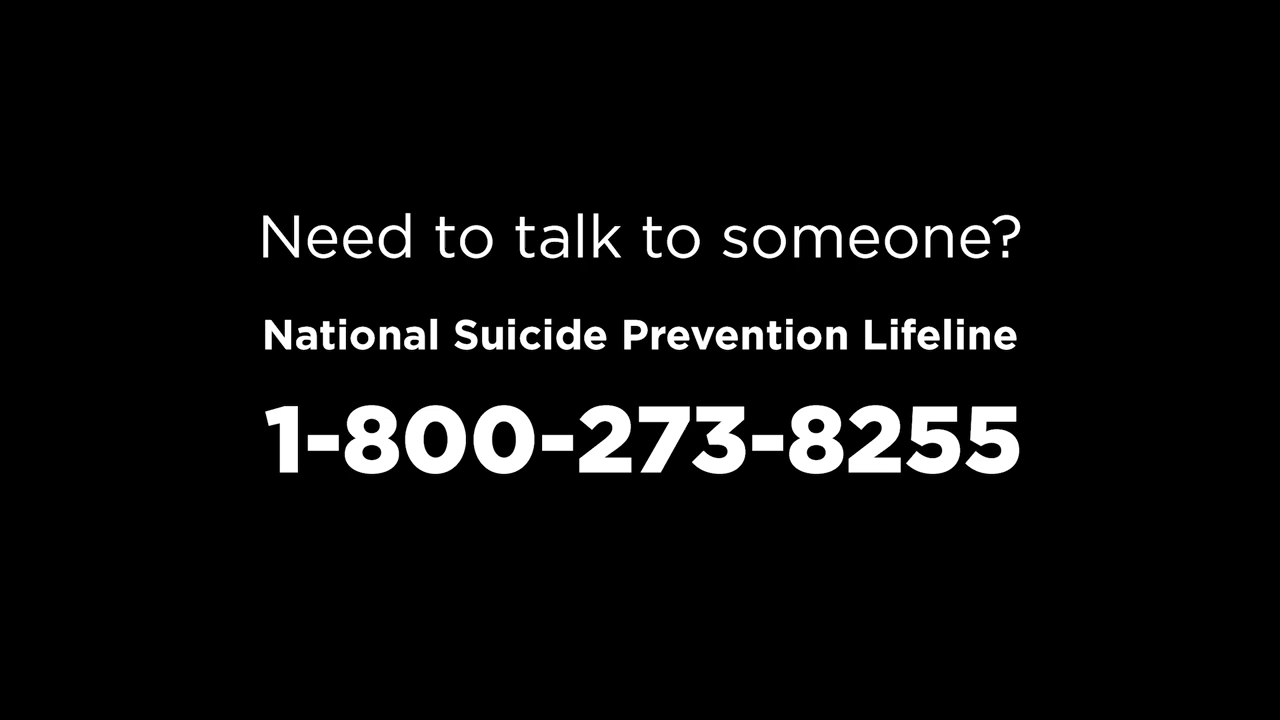 Need to talk to someone?
National Suicide Prevention Lifeline
1-800-273-8255